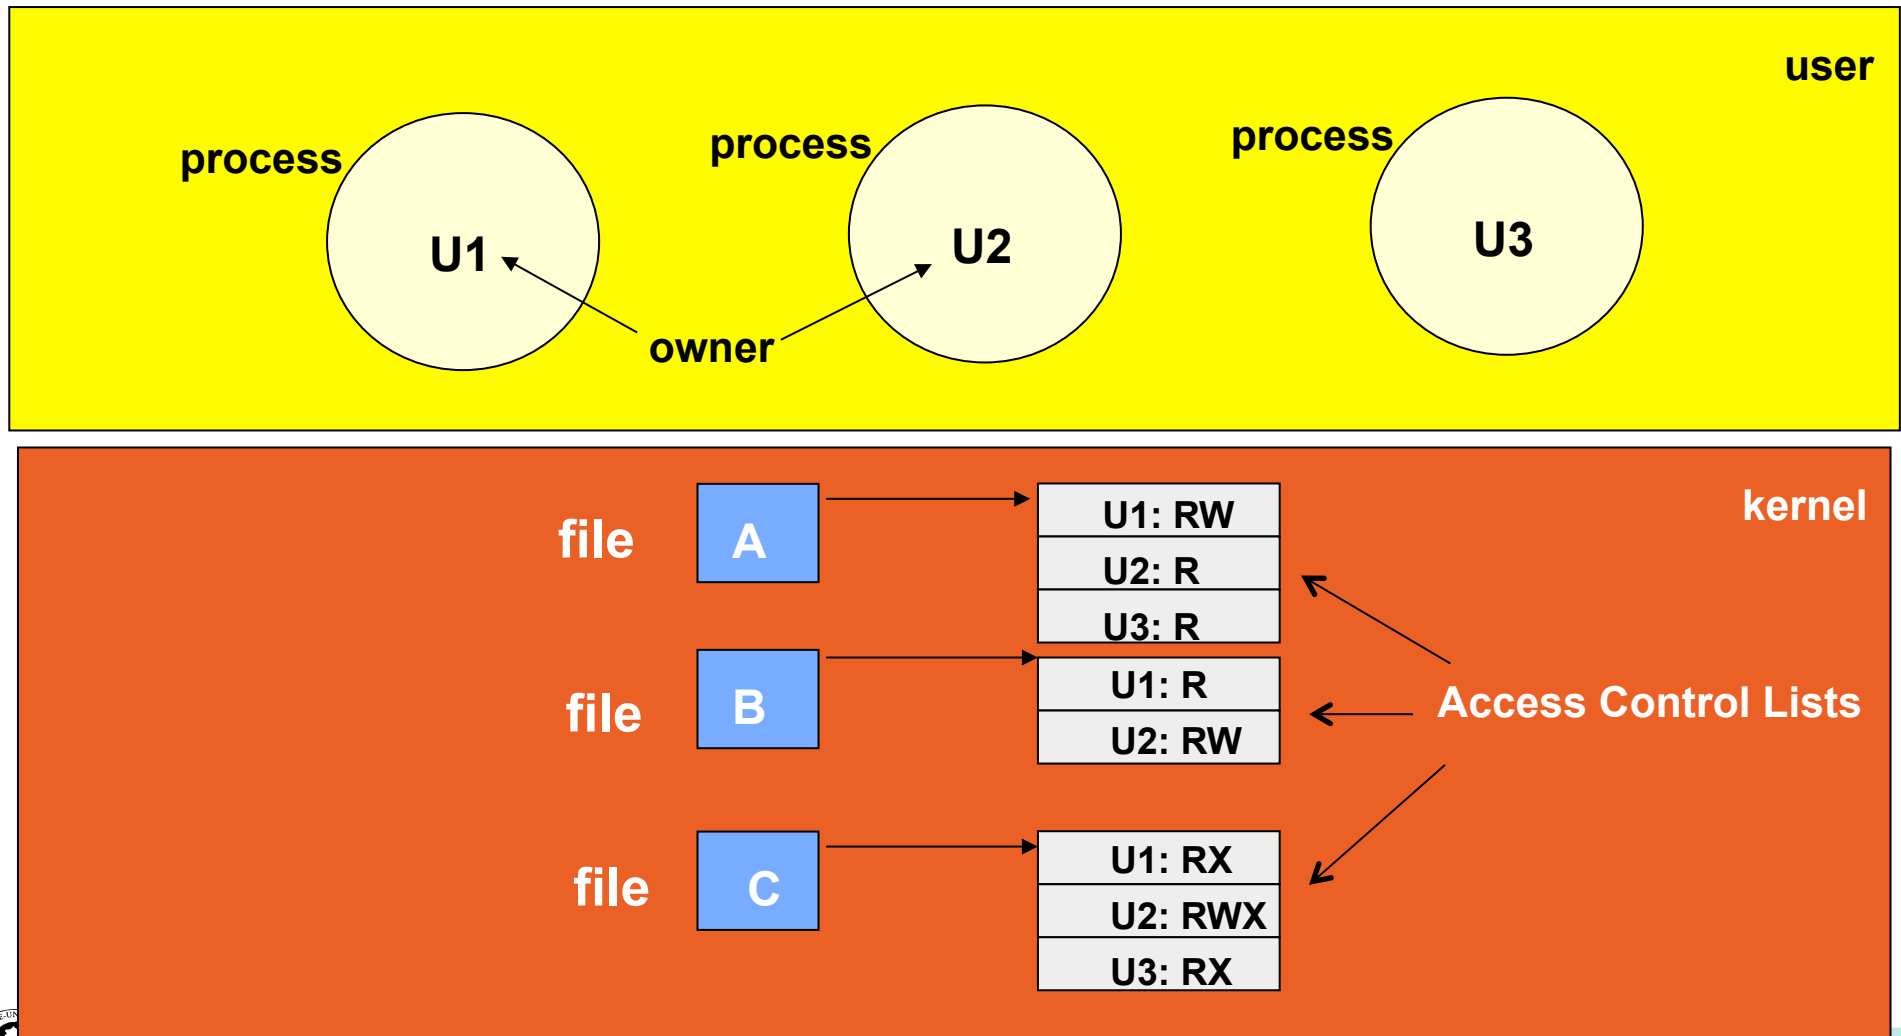 user
process
process
process
U1
U2
U3
owner
kernel
file
A
U1: RW
U2: R
U3: R
file
B
U1: R
U2: RW
Access Control Lists
file
C
U1: RX
U2: RWX
U3: RX